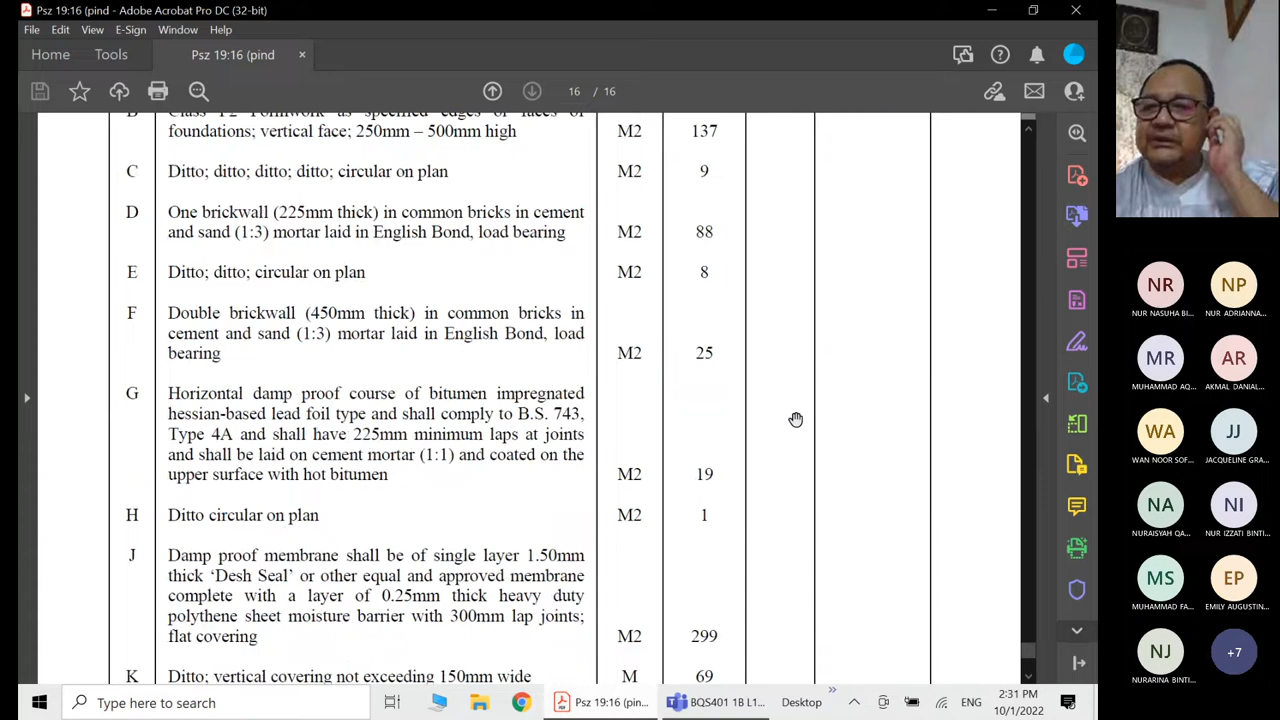 Psz 19:16 (pind - Adobe Acrobat Pro DC (32-bit)
File Edit View Sign Window Help
Home Tools Psz 19:16 (pind ×
16 / 16
B Class F2 Formwork as specified edges of faces of
foundations; vertical face; 250mm – 500mm high M2 137
C Ditto; ditto; ditto; ditto; circular on plan M2 9
D One brickwall (225mm thick) in common bricks in cement
and sand (1:3) mortar laid in English Bond, load bearing M2 88
E Ditto; ditto; circular on plan M2 8
F Double brickwall (450mm thick) in common bricks in
cement and sand (1:3) mortar laid in English Bond, load
bearing M2 25
G Horizontal damp proof course of bitumen impregnated
hessian-based lead foil type and shall comply to B.S. 743,
Type 4A and shall have 225mm minimum laps at joints
and shall be laid on cement mortar (1:1) and coated on the
upper surface with hot bitumen M2 19
H Ditto circular on plan M2 1
J Damp proof membrane shall be of single layer 1.50mm
thick ‘Desh Seal’ or other equal and approved membrane
complete with a layer of 0.25mm thick heavy duty
polythene sheet moisture barrier with 300mm lap joints;
flat covering M2 299
K Ditto; vertical covering not exceeding 150mm wide M 69
NR NP
NUR NASUHA BI... NUR ADRIANNA...
MR AR
MUHAMMAD AQ... AKMAL DANIAL...
WA JJ
WAN NOOR SOF... JACQUELINE GRA...
NA NI
NURAISYAH QA... NUR IZZATI BINTI...
MS EP
MUHAMMAD FA... EMILY AUGUSTIN...
NJ +7
NURARINA BINTI...
Type here to search
Psz 19:16 (pin...
BQS401 1B L1...
Desktop
ENG
2:31 PM
10/1/2022